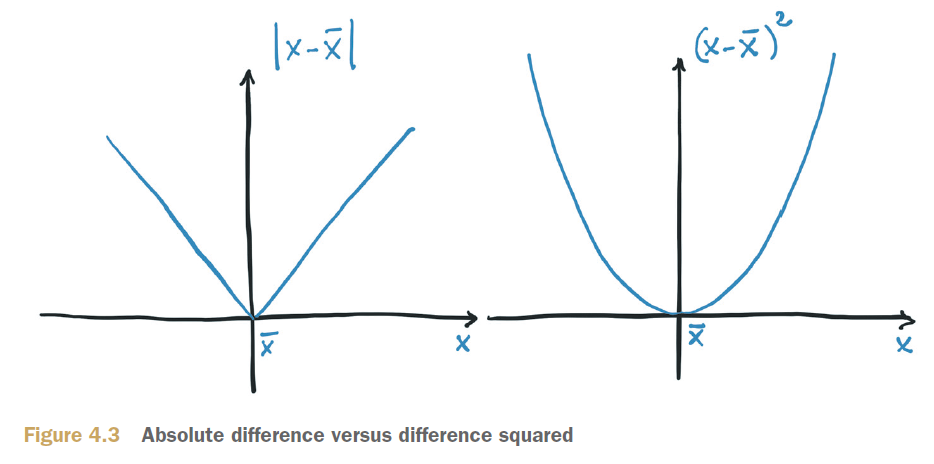 |x-x̄|
(x-x̄)²
x̄
x
x̄
x
Figure 4.3 Absolute difference versus difference squared